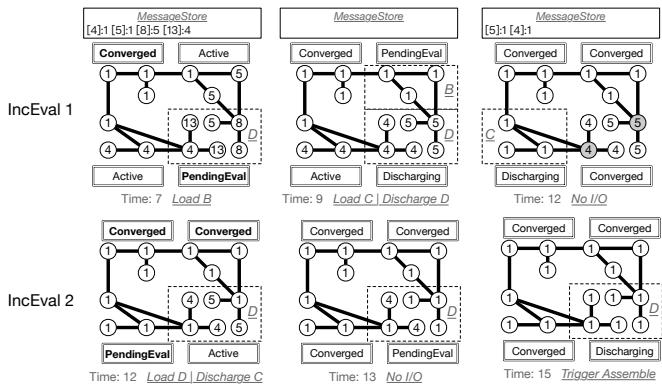 IncEval 1
MessageStore
[4]:1 [5]:1 [8]:5 [13]:4
Converged Active
1 1 1 5
1 5
1 13 5 8 D
4 4 4 13 8
Active PendingEval
Time: 7 Load B
MessageStore
Converged PendingEval
1 1 1 1
1 1 B
1 4 5 5 D
4 4 4 4 5
Active Discharging
Time: 9 Load C | Discharge D
MessageStore
[5]:1 [4]:1
Converged Converged
1 1 1 1
1 1
C 1 4 5 5
1 1 4 4 5
Discharging Converged
Time: 12 No I/O
IncEval 2
Converged Converged
1 1 1 1
1 1
1 4 5 1 D
1 1 1 4 5
PendingEval Active
Time: 12 Load D | Discharge C
Converged Converged
1 1 1 1
1 1
1 4 1 1 D
1 1 1 4 1
Converged PendingEval
Time: 13 No I/O
Converged Converged
1 1 1 1
1 1
1 1 1 1 D
1 1 1 1 1
Converged Discharging
Time: 15 Trigger Assemble